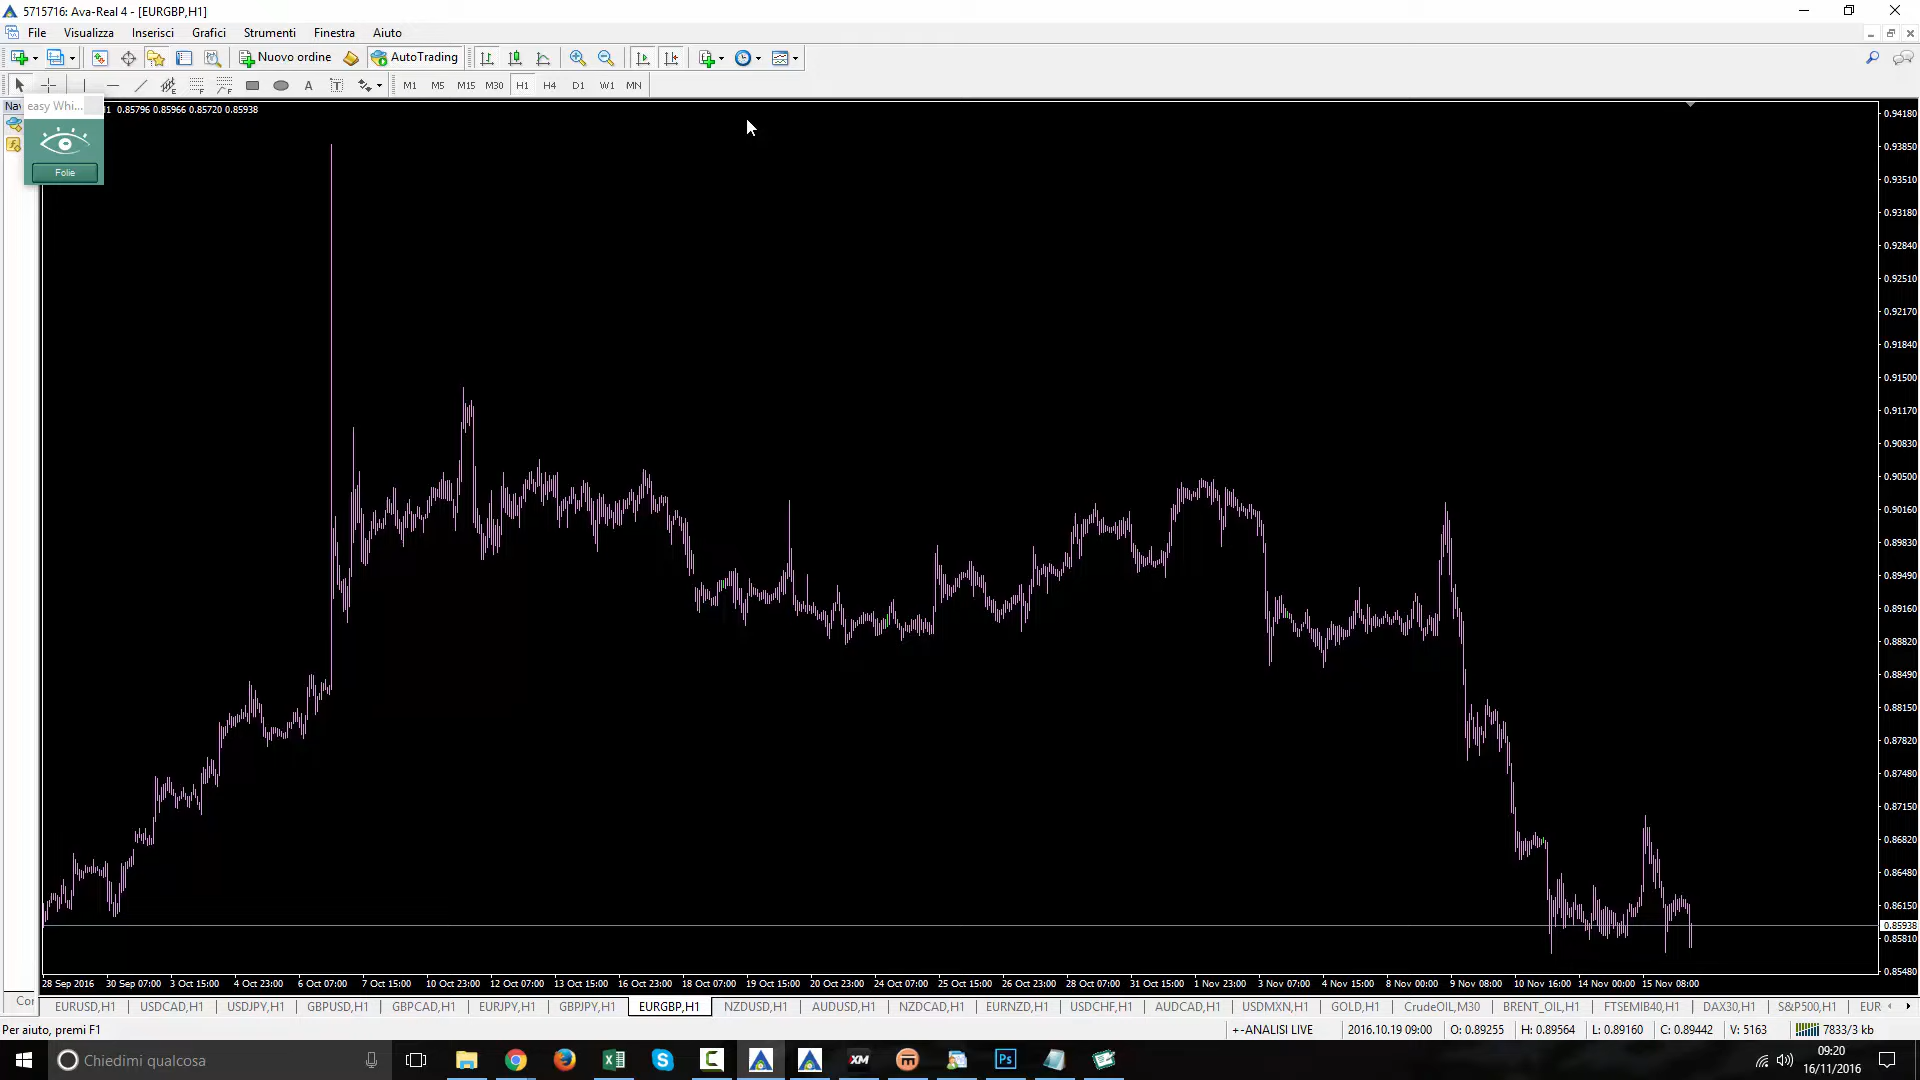 5715716: Ava-Real 4 - [EURGBP,H1]
File Visualizza Inserisci Grafici Strumenti Finestra Aiuto
Nuovo ordine AutoTrading
A T M1 M5 M15 M30 H1 H4 D1 W1 MN
easy Whi...
0.85796 0.85966 0.85720 0.85938
Folie
0.94180
0.93850
0.93510
0.93180
0.92840
0.92510
0.92170
0.91840
0.91500
0.91170
0.90830
0.90500
0.90160
0.89830
0.89490
0.89160
0.88820
0.88490
0.88150
0.87820
0.87480
0.87150
0.86820
0.86480
0.86150
0.85938
0.85810
0.85480
28 Sep 2016 30 Sep 07:00 3 Oct 15:00 4 Oct 23:00 6 Oct 07:00 7 Oct 15:00 10 Oct 23:00 12 Oct 07:00 13 Oct 15:00 16 Oct 23:00 18 Oct 07:00 19 Oct 15:00 20 Oct 23:00 24 Oct 07:00 25 Oct 15:00 26 Oct 23:00 28 Oct 07:00 31 Oct 15:00 1 Nov 23:00 3 Nov 07:00 4 Nov 15:00 8 Nov 00:00 9 Nov 08:00 10 Nov 16:00 14 Nov 00:00 15 Nov 08:00
EURUSD,H1 USDCAD,H1 USDJPY,H1 GBPUSD,H1 GBPCAD,H1 EURJPY,H1 GBPJPY,H1 EURGBP,H1 NZDUSD,H1 AUDUSD,H1 NZDCAD,H1 EURNZD,H1 USDCHF,H1 AUDCAD,H1 USDMXN,H1 GOLD,H1 CrudeOIL,M30 BRENT_OIL,H1 FTSEMIB40,H1 DAX30,H1 S&P500,H1 EUR
Per aiuto, premi F1 +-ANALISI LIVE 2016.10.19 09:00 O: 0.89255 H: 0.89564 L: 0.89160 C: 0.89442 V: 5163 7833/3 kb
Chiedimi qualcosa XM Ps 09:20
16/11/2016